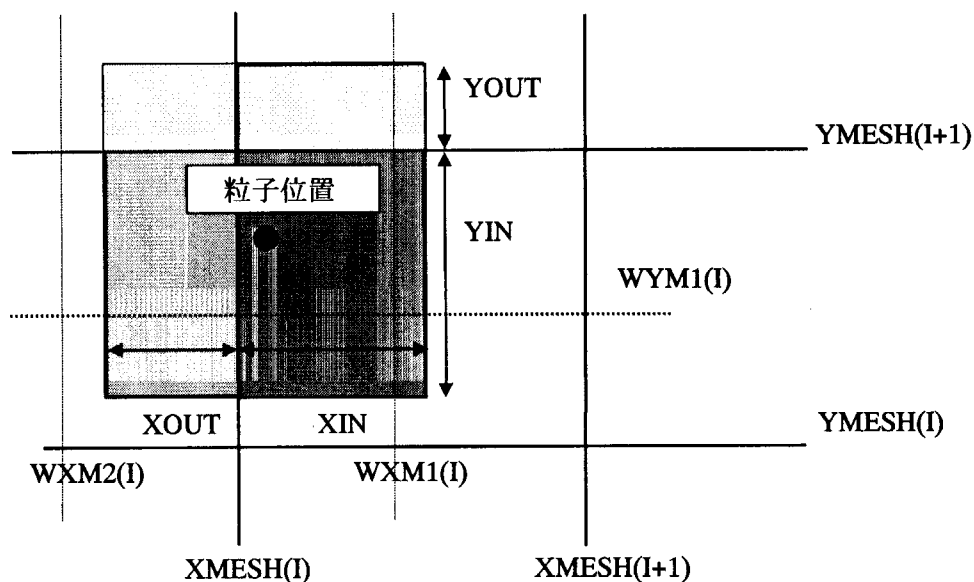 YOUT
YMESH(I+1)
粒子位置
YIN
WYM1(I)
XOUT
XIN
YMESH(I)
WXM2(I)
WXM1(I)
XMESH(I)
XMESH(I+1)